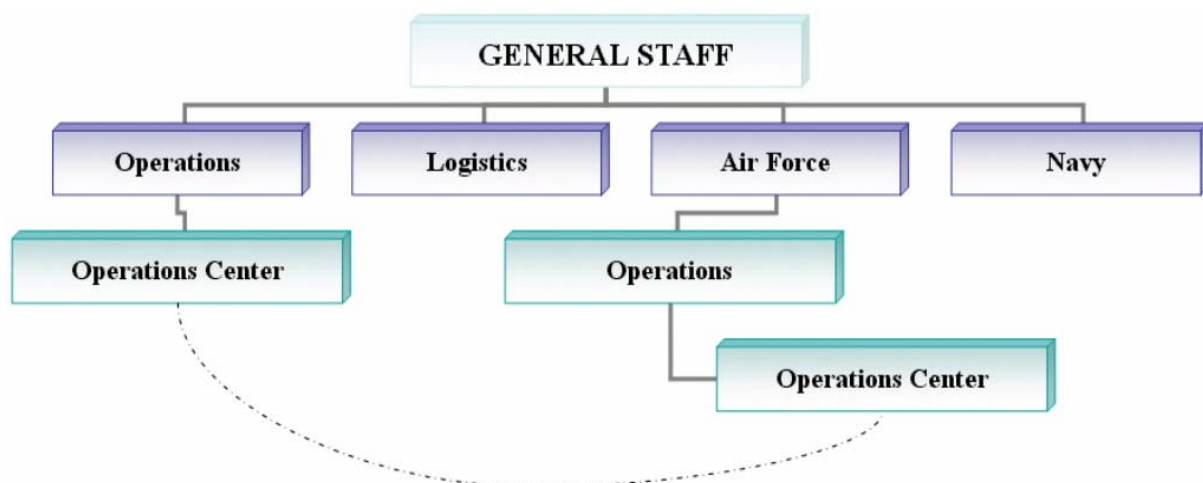 GENERAL STAFF
Operations
Logistics
Air Force
Navy
Operations Center
Operations
Operations Center